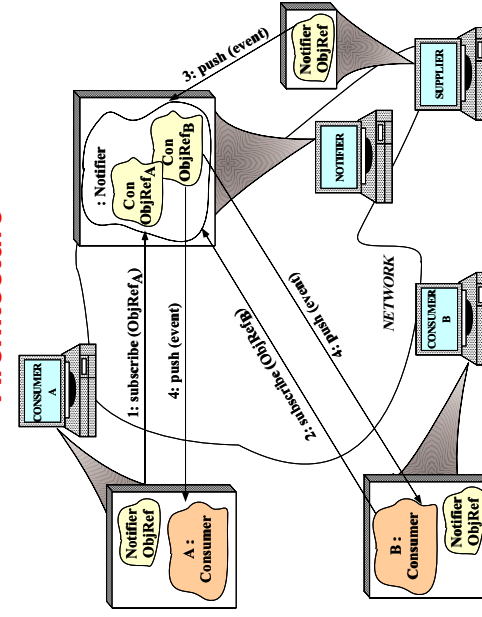 Architecture
CONSUMER
A
Notifier
ObjRef
A :
Consumer
1: subscribe (ObjRefA)
4: push (event)
: Notifier
Con
ObjRefA
Con
ObjRefB
3: push (event)
Notifier
ObjRef
SUPPLIER
NOTIFIER
2: subscribe (ObjRefB)
4: push (event)
NETWORK
CONSUMER
B
B :
Consumer
Notifier
ObjRef